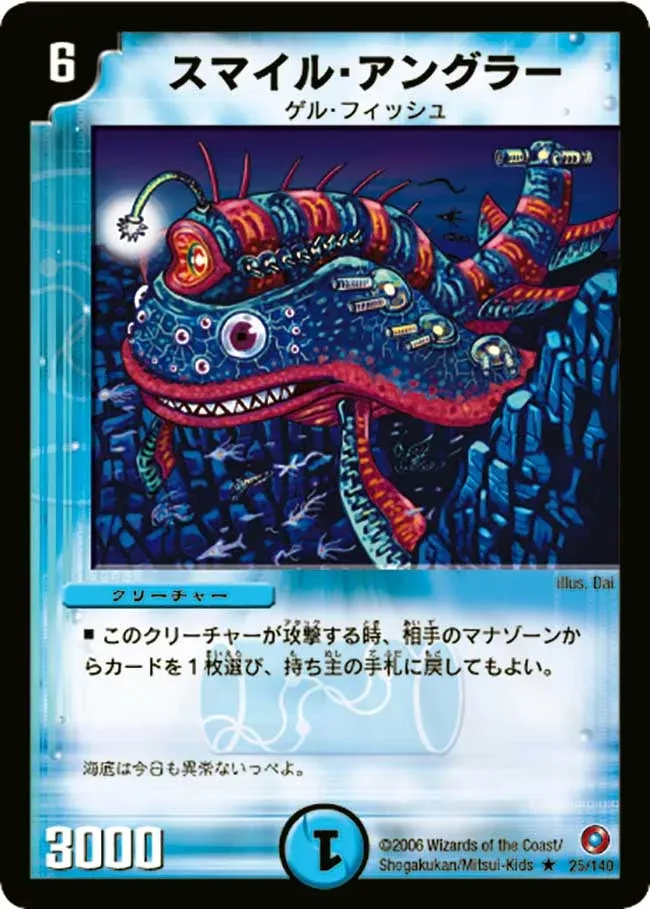 6
スマイル・アングラー
ゲル・フィッシュ
illus. Dai
クリーチャー
■ このクリーチャーが攻撃する時、相手のマナゾーンか
らカードを1枚選び、持ち主の手札に戻してもよい。
海底は今日も異常ないっぺよ。
3000
1
©2006 Wizards of the Coast/
Shogakukan/Mitsui-Kids ★ 25/140